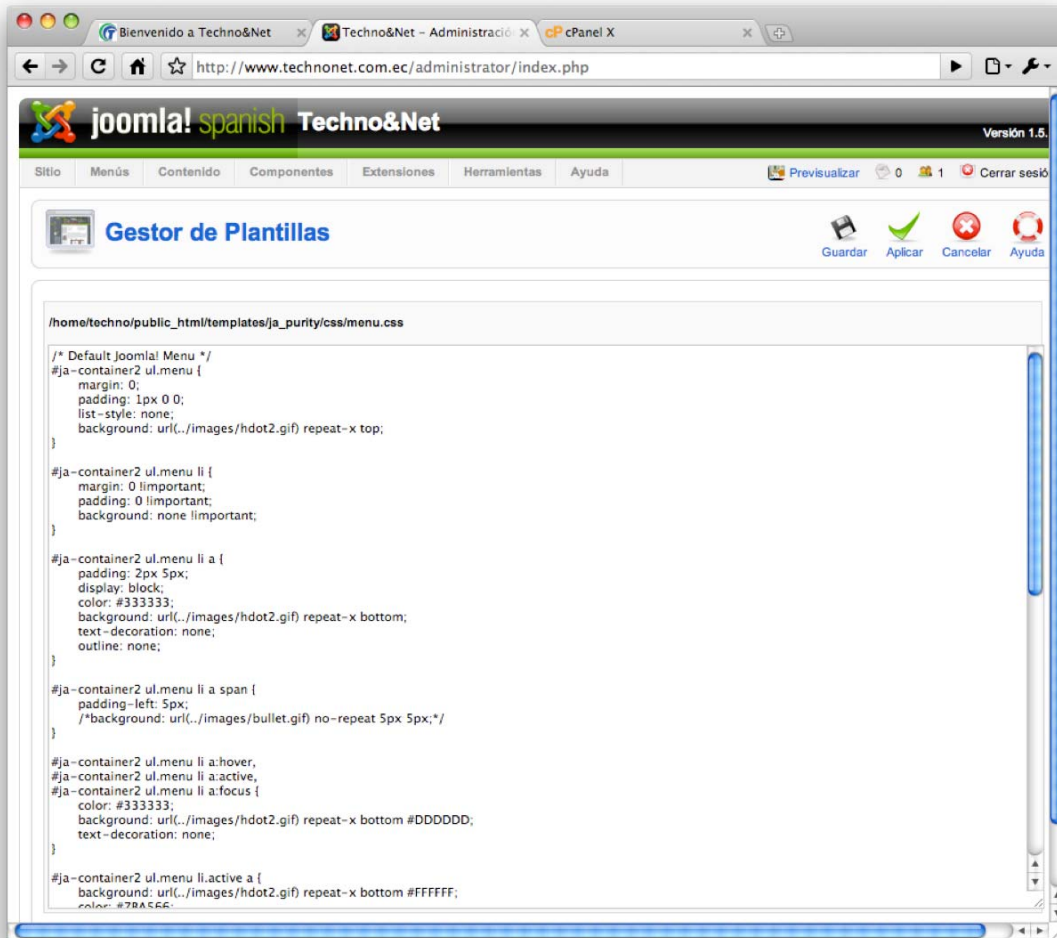 Bienvenido a Techno&Net
Techno&Net – Administració
cP cPanel X
http://www.technonet.com.ec/administrator/index.php
joomla! spanish Techno&Net
Versión 1.5.
Sitio Menús Contenido Componentes Extensiones Herramientas Ayuda Previsualizar 0 1 Cerrar sesió
Gestor de Plantillas
Guardar Aplicar Cancelar Ayuda
/home/techno/public_html/templates/ja_purity/css/menu.css
/* Default Joomla! Menu */
#ja-container2 ul.menu {
margin: 0;
padding: 1px 0 0;
list-style: none;
background: url(../images/hdot2.gif) repeat-x top;
}
#ja-container2 ul.menu li {
margin: 0 !important;
padding: 0 !important;
background: none !important;
}
#ja-container2 ul.menu li a {
padding: 2px 5px;
display: block;
color: #333333;
background: url(../images/hdot2.gif) repeat-x bottom;
text-decoration: none;
outline: none;
}
#ja-container2 ul.menu li a span {
padding-left: 5px;
/*background: url(../images/bullet.gif) no-repeat 5px 5px;*/
}
#ja-container2 ul.menu li a:hover,
#ja-container2 ul.menu li a:active,
#ja-container2 ul.menu li a:focus {
color: #333333;
background: url(../images/hdot2.gif) repeat-x bottom #DDDDDD;
text-decoration: none;
}
#ja-container2 ul.menu li.active a {
background: url(../images/hdot2.gif) repeat-x bottom #FFFFFF;
color: #7BA566;